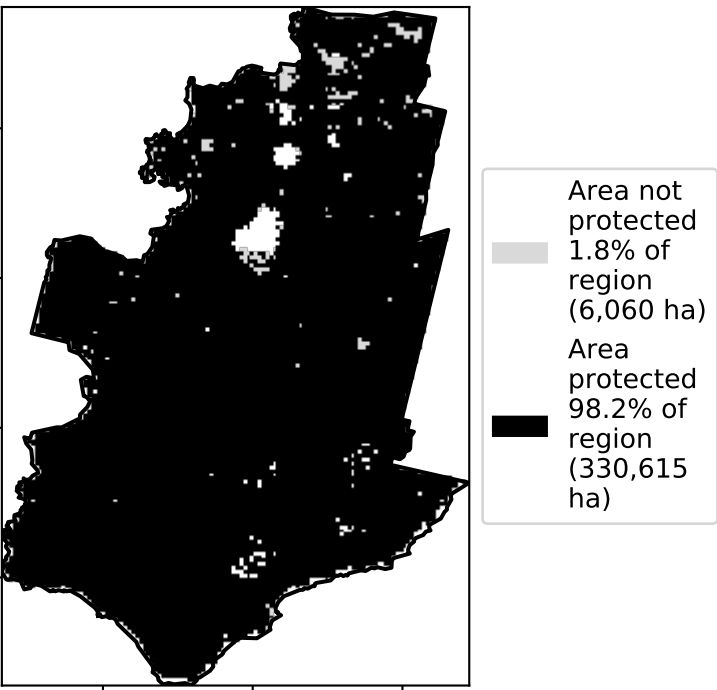 Area not
protected
1.8% of
region
(6,060 ha)
Area
protected
98.2% of
region
(330,615
ha)